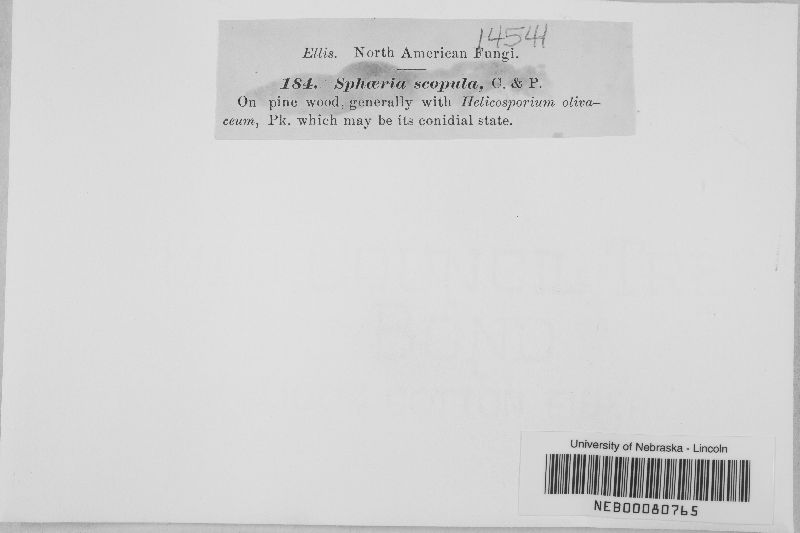 14541
Ellis. North American Fungi.
184. Sphæria scopula, C. & P.
On pine wood, generally with Helicosporium oliva-
ceum, Pk. which may be its conidial state.
University of Nebraska - Lincoln
NEB00080765